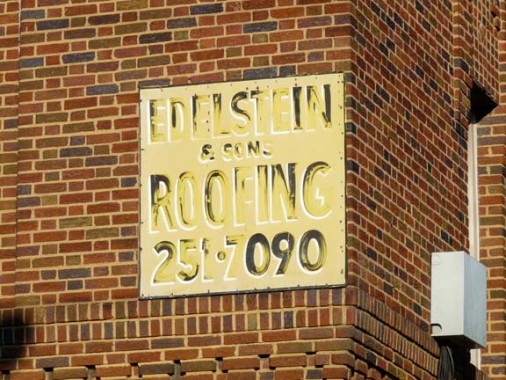 EDELSTEIN
& SONS
ROOFING
251-7090